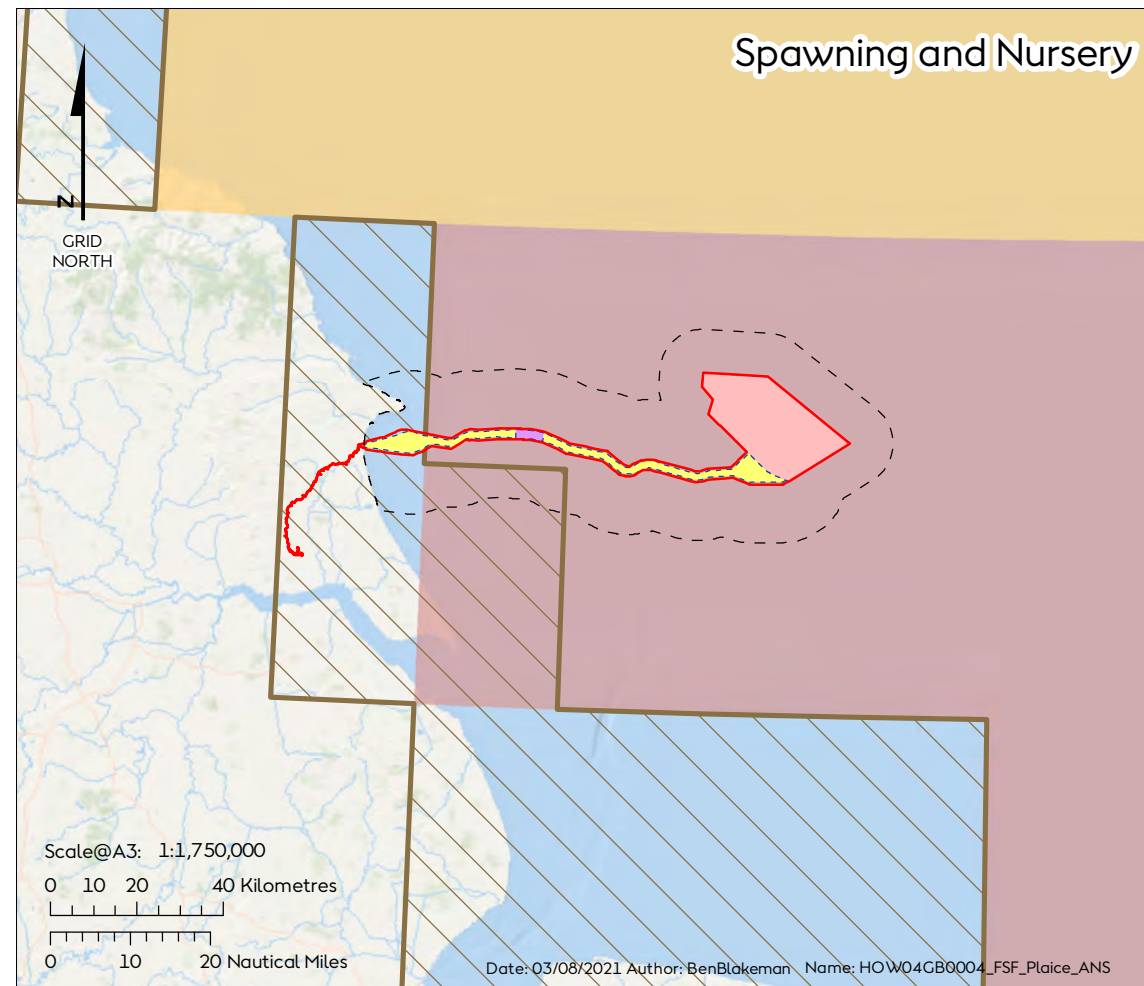 Spawning and Nursery
N
GRID
NORTH
Scale@A3: 1:1,750,000
0 10 20 40 Kilometres
0 10 20 Nautical Miles
Date: 03/08/2021 Author: BenBlakeman Name: HOW04GB0004_FSF_Plaice_ANS